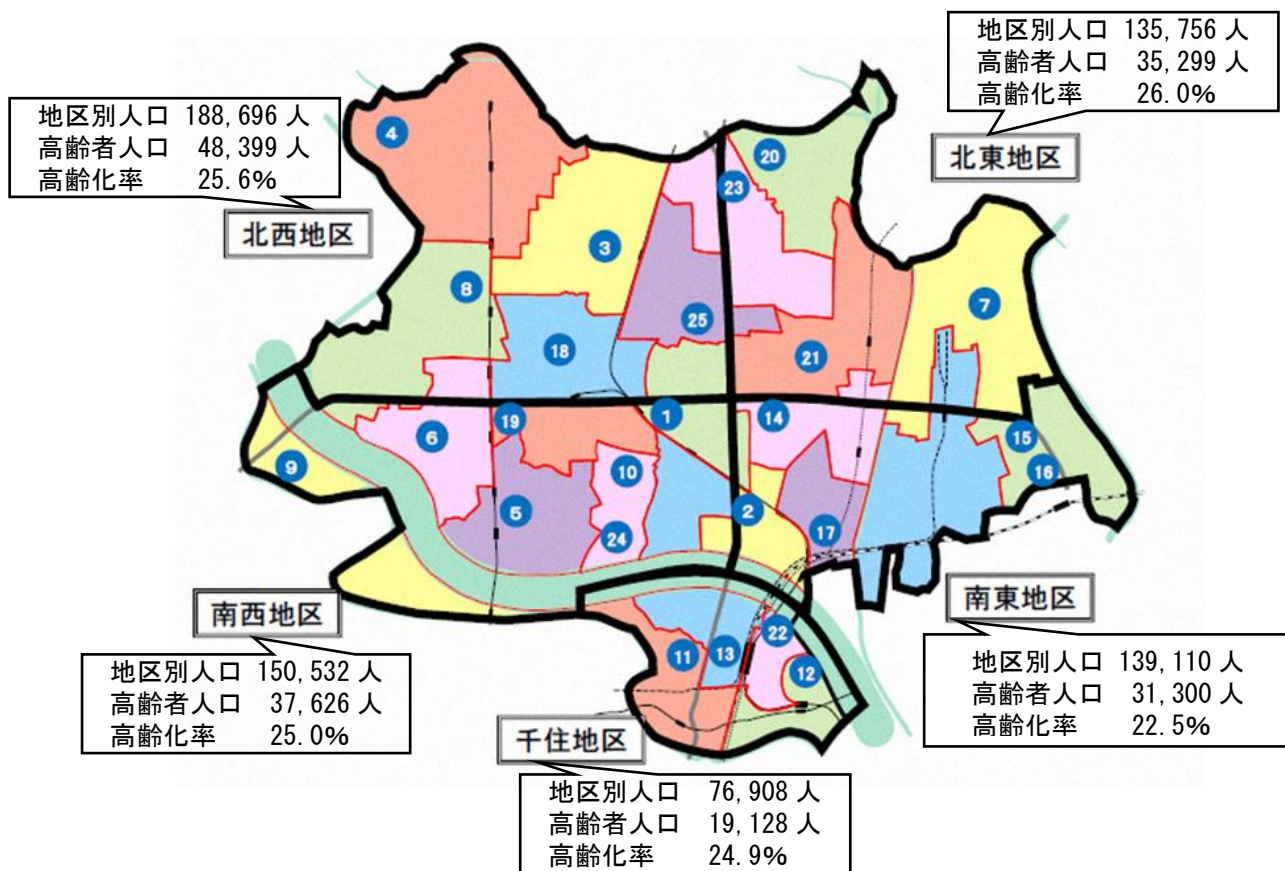 地区別人口 135,756 人
高齢者人口 35,299 人
高齢化率 26.0%
北東地区
地区別人口 188,696 人
高齢者人口 48,399 人
高齢化率 25.6%
北西地区
4
20
23
3
7
8
25
18
21
1
14
19
6
15
9
10
16
5
2
17
24
南西地区
地区別人口 150,532 人
高齢者人口 37,626 人
高齢化率 25.0%
南東地区
地区別人口 139,110 人
高齢者人口 31,300 人
高齢化率 22.5%
22
11
13
12
千住地区
地区別人口 76,908 人
高齢者人口 19,128 人
高齢化率 24.9%